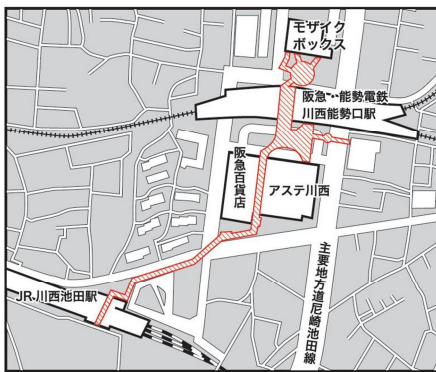 モザイク
ボックス
阪急・能勢電鉄
川西能勢口駅
阪急百貨店
アステ川西
主要地方道尼崎池田線
JR.川西池田駅